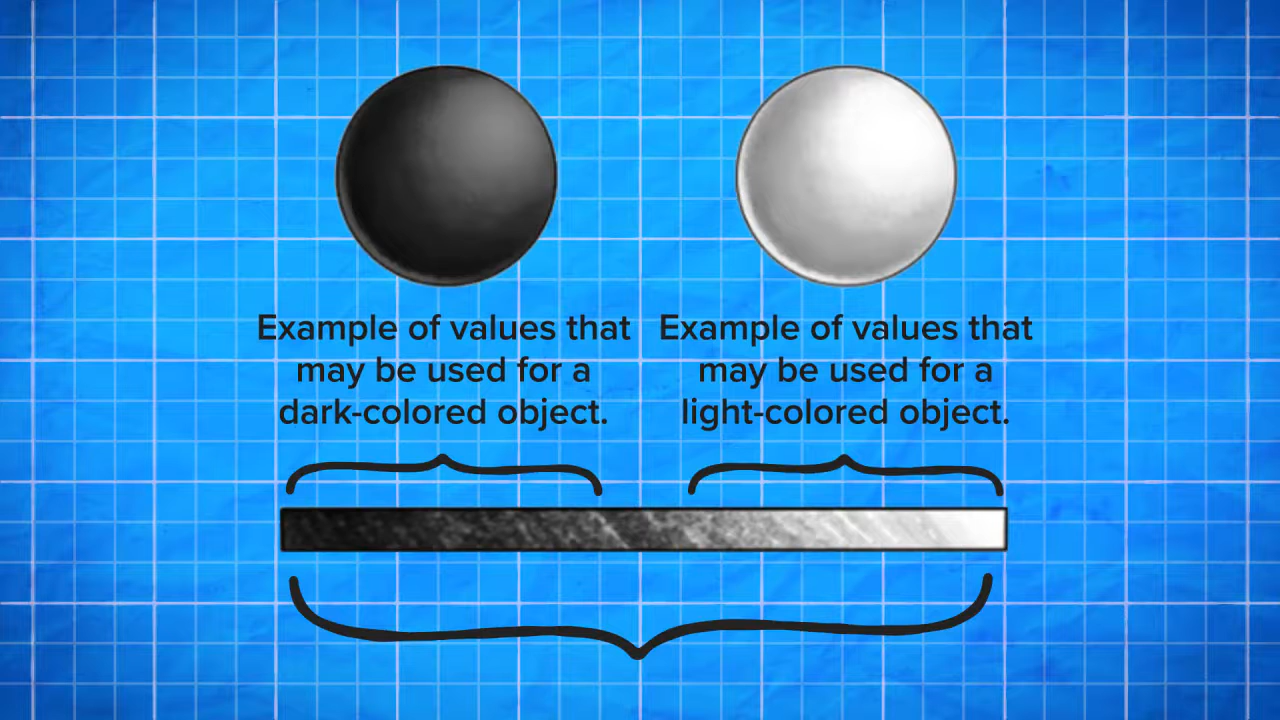 Example of values that
may be used for a
dark-colored object.
Example of values that
may be used for a
light-colored object.